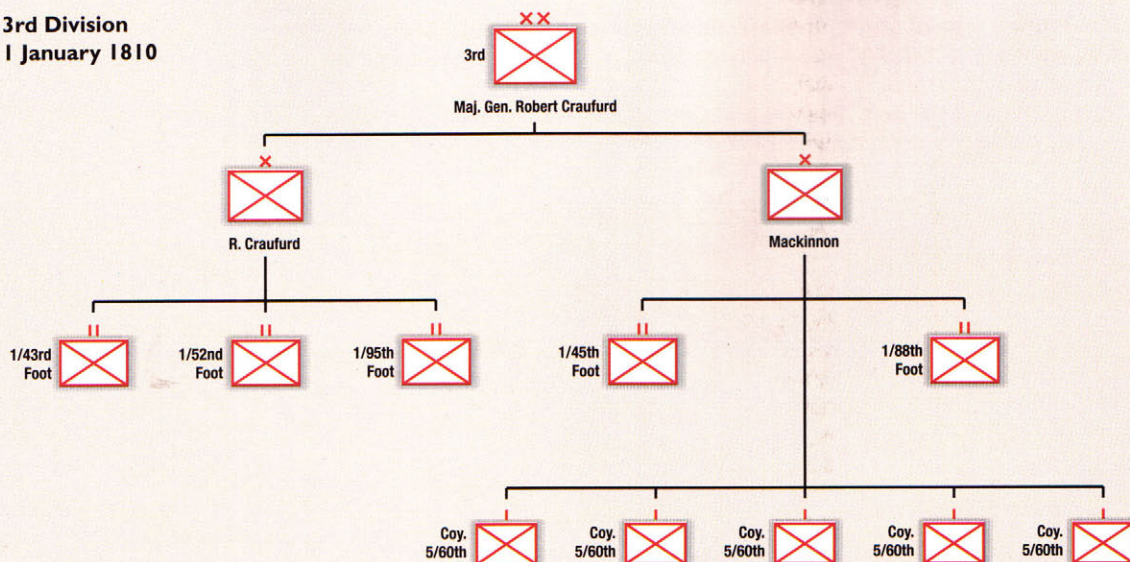 3rd Division
1 January 1810
3rd
Maj. Gen. Robert Craufurd
R. Craufurd
Mackinnon
1/43rd
Foot
1/52nd
Foot
1/95th
Foot
1/45th
Foot
1/88th
Foot
Coy.
5/60th
Coy.
5/60th
Coy.
5/60th
Coy.
5/60th
Coy.
5/60th